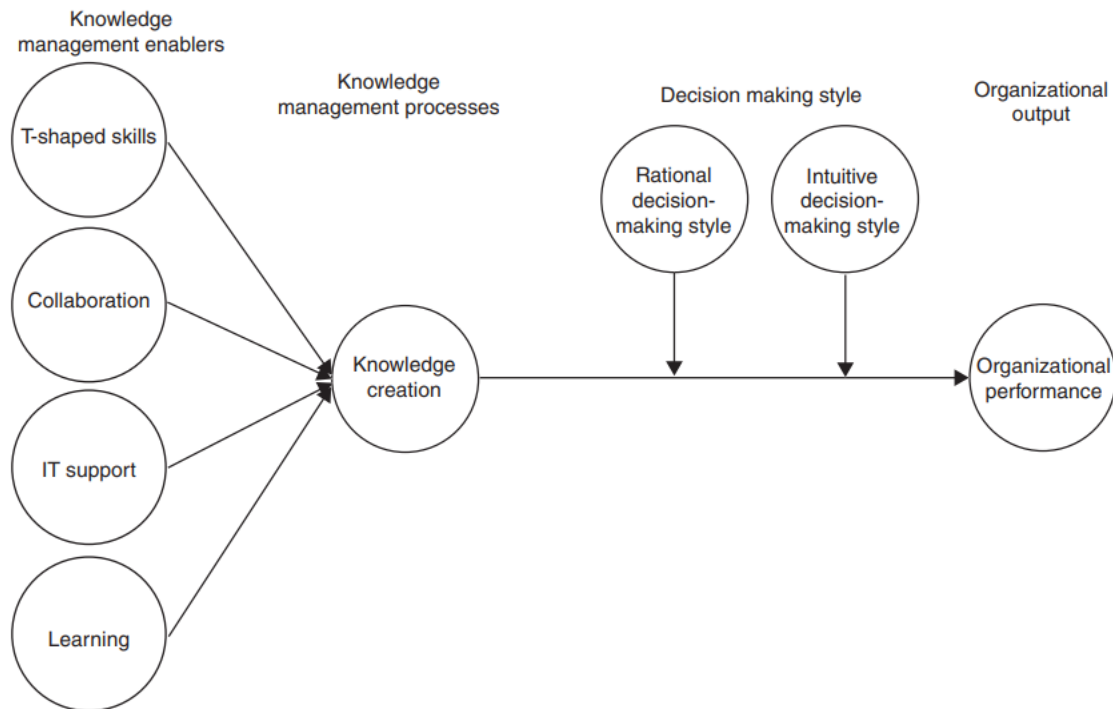 Knowledge
management enablers
T-shaped skills
Collaboration
IT support
Learning
Knowledge
management processes
Knowledge
creation
Decision making style
Rational
decision-
making style
Intuitive
decision-
making style
Organizational
output
Organizational
performance